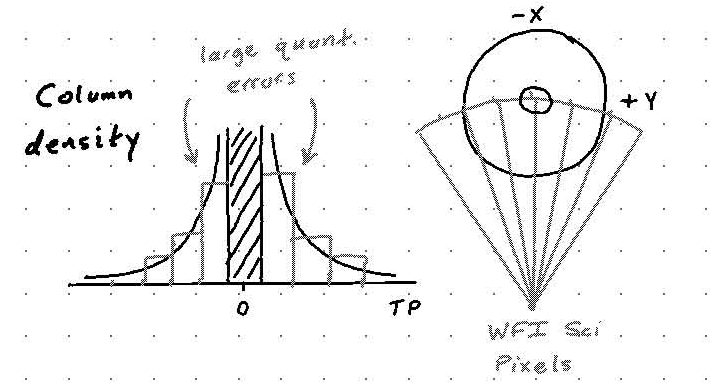 Column
density
large quant.
errors
0
TP
-X
+Y
WFI Sci
Pixels